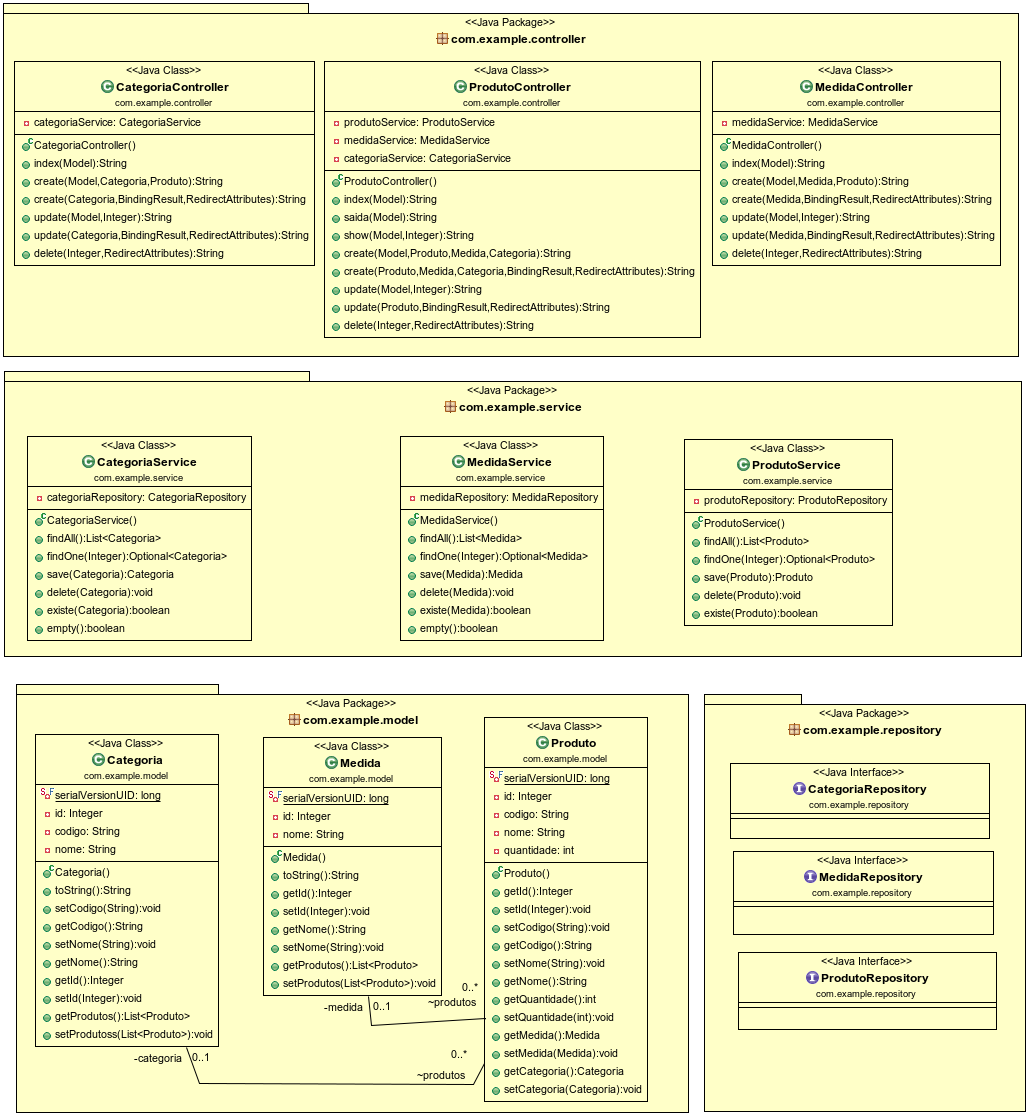 <<Java Package>>
com.example.controller
<<Java Class>>
CategoriaController
com.example.controller
categoriaService: CategoriaService
CategoriaController()
index(Model):String
create(Model,Categoria,Produto):String
create(Categoria,BindingResult,RedirectAttributes):String
update(Model,Integer):String
update(Categoria,BindingResult,RedirectAttributes):String
delete(Integer,RedirectAttributes):String
<<Java Class>>
ProdutoController
com.example.controller
produtoService: ProdutoService
medidaService: MedidaService
categoriaService: CategoriaService
ProdutoController()
index(Model):String
saida(Model):String
show(Model,Integer):String
create(Model,Produto,Medida,Categoria):String
create(Produto,Medida,Categoria,BindingResult,RedirectAttributes):String
update(Model,Integer):String
update(Produto,BindingResult,RedirectAttributes):String
delete(Integer,RedirectAttributes):String
<<Java Class>>
MedidaController
com.example.controller
medidaService: MedidaService
MedidaController()
index(Model):String
create(Model,Medida,Produto):String
create(Medida,BindingResult,RedirectAttributes):String
update(Model,Integer):String
update(Medida,BindingResult,RedirectAttributes):String
delete(Integer,RedirectAttributes):String
<<Java Package>>
com.example.service
<<Java Class>>
CategoriaService
com.example.service
categoriaRepository: CategoriaRepository
CategoriaService()
findAll():List<Categoria>
findOne(Integer):Optional<Categoria>
save(Categoria):Categoria
delete(Categoria):void
existe(Categoria):boolean
empty():boolean
<<Java Class>>
MedidaService
com.example.service
medidaRepository: MedidaRepository
MedidaService()
findAll():List<Medida>
findOne(Integer):Optional<Medida>
save(Medida):Medida
delete(Medida):void
existe(Medida):boolean
empty():boolean
<<Java Class>>
ProdutoService
com.example.service
produtoRepository: ProdutoRepository
ProdutoService()
findAll():List<Produto>
findOne(Integer):Optional<Produto>
save(Produto):Produto
delete(Produto):void
existe(Produto):boolean
<<Java Package>>
com.example.model
<<Java Class>>
Categoria
com.example.model
serialVersionUID: long
id: Integer
codigo: String
nome: String
Categoria()
toString():String
setCodigo(String):void
getCodigo():String
setNome(String):void
getNome():String
getId():Integer
setId(Integer):void
getProdutos():List<Produto>
setProdutoss(List<Produto>):void
<<Java Class>>
Medida
com.example.model
serialVersionUID: long
id: Integer
nome: String
Medida()
toString():String
getId():Integer
setId(Integer):void
getNome():String
setNome(String):void
getProdutos():List<Produto>
setProdutos(List<Produto>):void
<<Java Class>>
Produto
com.example.model
serialVersionUID: long
id: Integer
codigo: String
nome: String
quantidade: int
Produto()
getId():Integer
setId(Integer):void
setCodigo(String):void
getCodigo():String
setNome(String):void
getNome():String
getQuantidade():int
setQuantidade(int):void
getMedida():Medida
setMedida(Medida):void
getCategoria():Categoria
setCategoria(Categoria):void
-medida 0..1
0..*
~produtos
-categoria 0..1
0..*
~produtos
<<Java Package>>
com.example.repository
<<Java Interface>>
CategoriaRepository
com.example.repository
<<Java Interface>>
MedidaRepository
com.example.repository
<<Java Interface>>
ProdutoRepository
com.example.repository